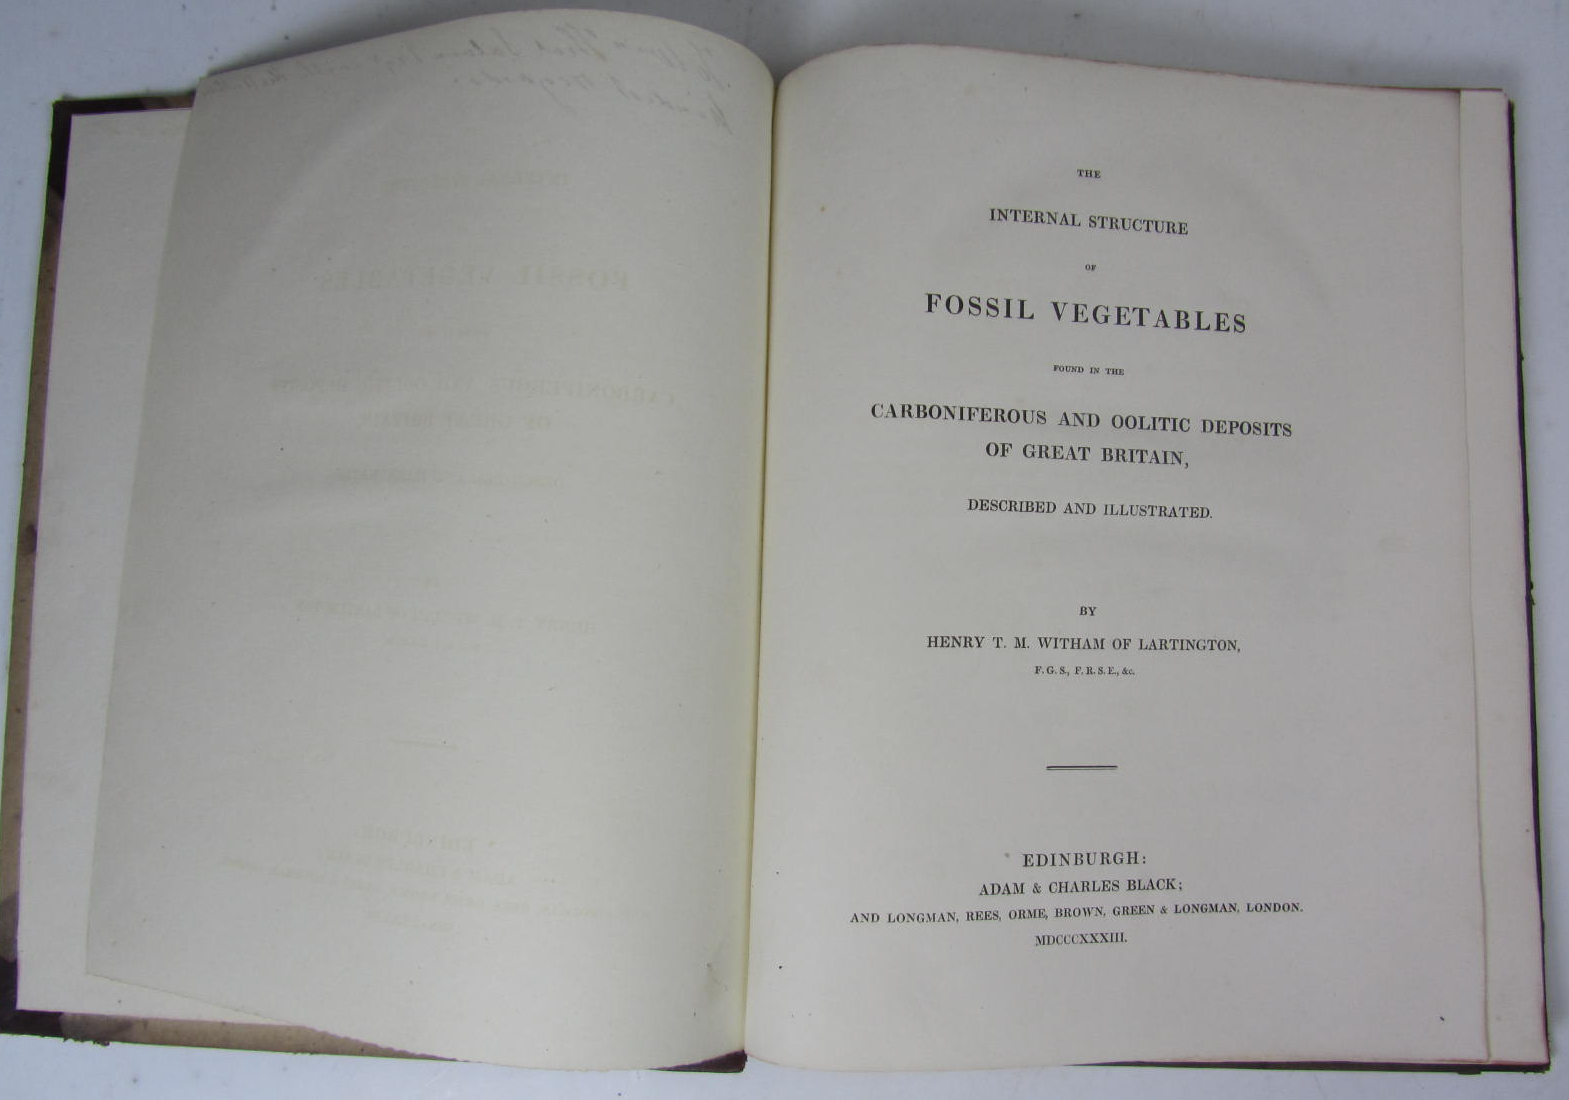 THE
INTERNAL STRUCTURE
OF
FOSSIL VEGETABLES
FOUND IN THE
CARBONIFEROUS AND OOLITIC DEPOSITS
OF GREAT BRITAIN,
DESCRIBED AND ILLUSTRATED.
BY
HENRY T. M. WITHAM OF LARTINGTON,
F. G. S., F. R. S. E., &c.
EDINBURGH:
ADAM & CHARLES BLACK;
AND LONGMAN, REES, ORME, BROWN, GREEN & LONGMAN, LONDON.
MDCCCXXXIII.